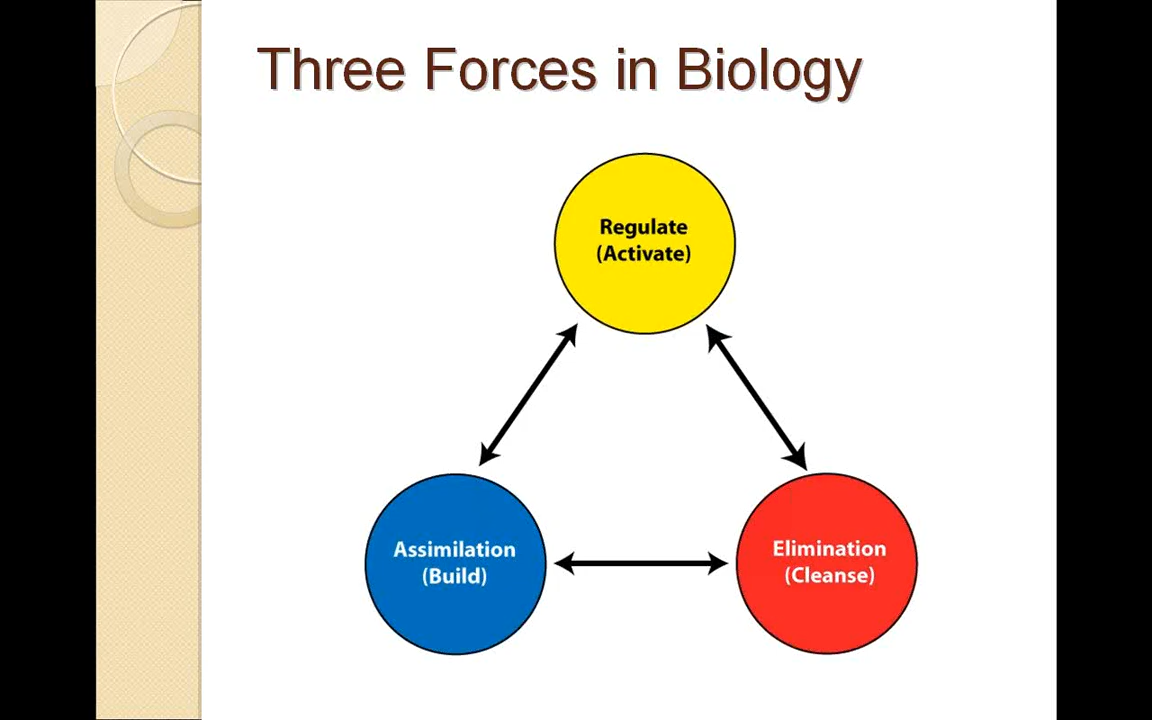 Three Forces in Biology
Regulate
(Activate)
Assimilation
(Build)
Elimination
(Cleanse)